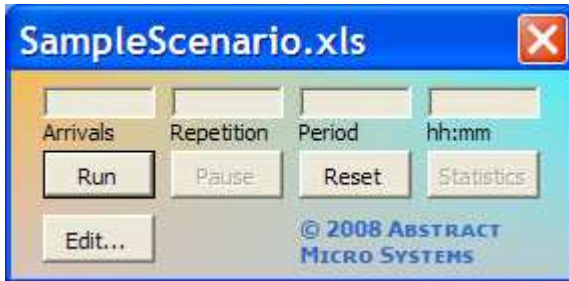 SampleScenario.xls
Arrivals Repetition Period hh:mm
Run Pause Reset Statistics
Edit... © 2008 ABSTRACT
MICRO SYSTEMS